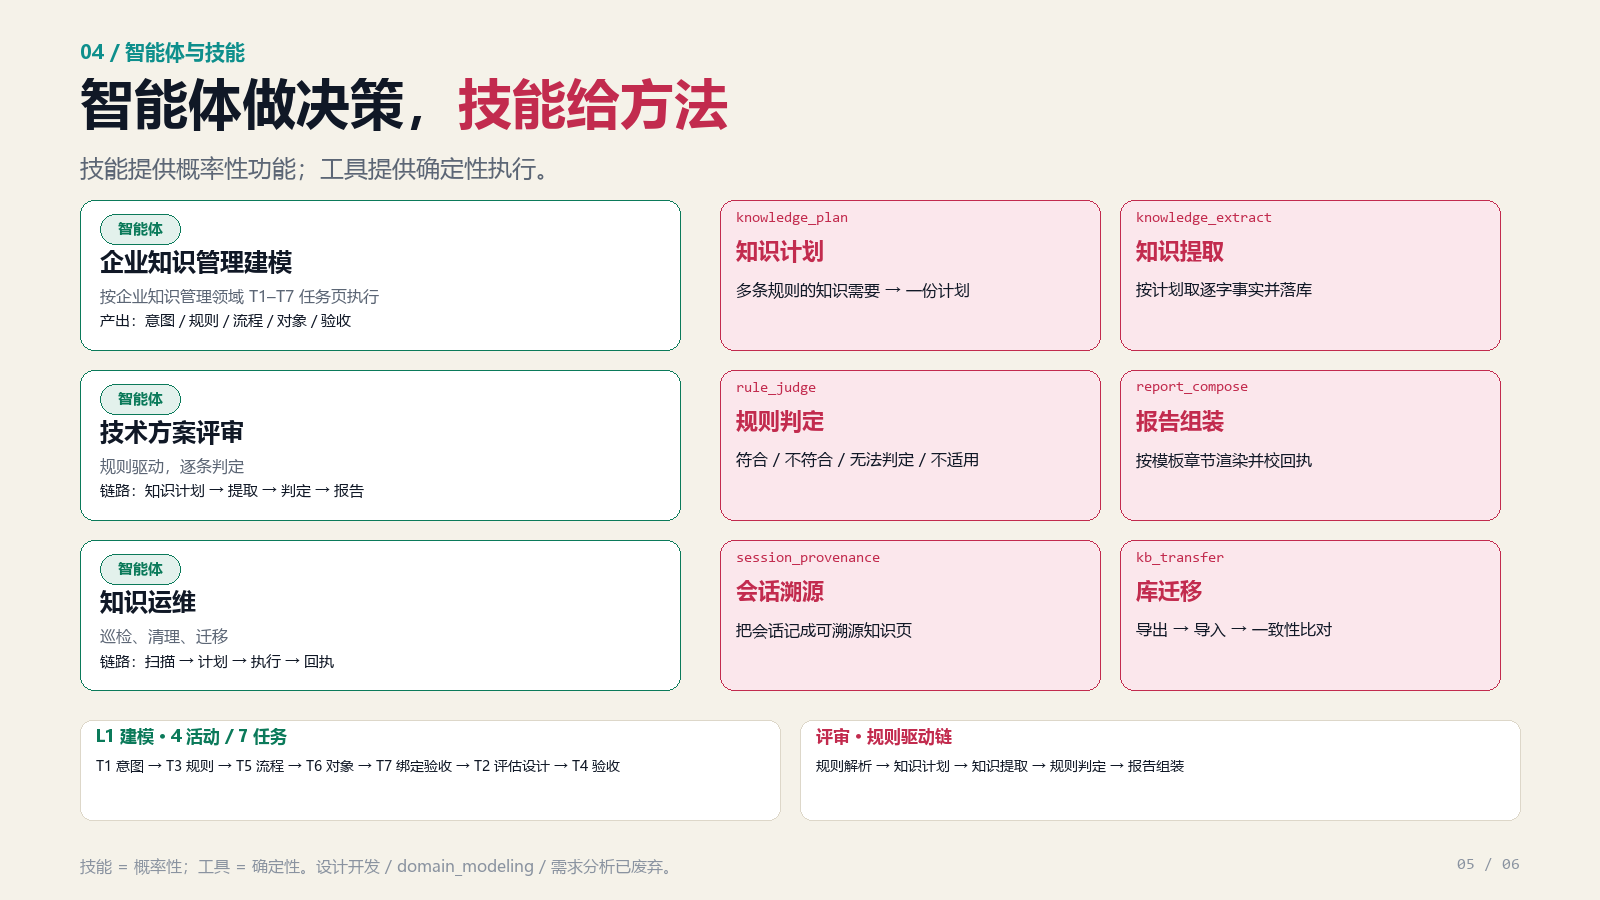 04 / 智能体与技能
智能体做决策，技能给方法
技能提供概率性功能；工具提供确定性执行。
智能体
企业知识管理建模
按企业知识管理领域 T1–T7 任务页执行
产出：意图 / 规则 / 流程 / 对象 / 验收
knowledge_plan
知识计划
多条规则的知识需要 → 一份计划
knowledge_extract
知识提取
按计划取逐字事实并落库
智能体
技术方案评审
规则驱动，逐条判定
链路：知识计划 → 提取 → 判定 → 报告
rule_judge
规则判定
符合 / 不符合 / 无法判定 / 不适用
report_compose
报告组装
按模板章节渲染并校回执
智能体
知识运维
巡检、清理、迁移
链路：扫描 → 计划 → 执行 → 回执
session_provenance
会话溯源
把会话记成可溯源知识页
kb_transfer
库迁移
导出 → 导入 → 一致性比对
L1 建模 · 4 活动 / 7 任务
T1 意图 → T3 规则 → T5 流程 → T6 对象 → T7 绑定验收 → T2 评估设计 → T4 验收
评审 · 规则驱动链
规则解析 → 知识计划 → 知识提取 → 规则判定 → 报告组装
技能 = 概率性；工具 = 确定性。设计开发 / domain_modeling / 需求分析已废弃。
05 / 06